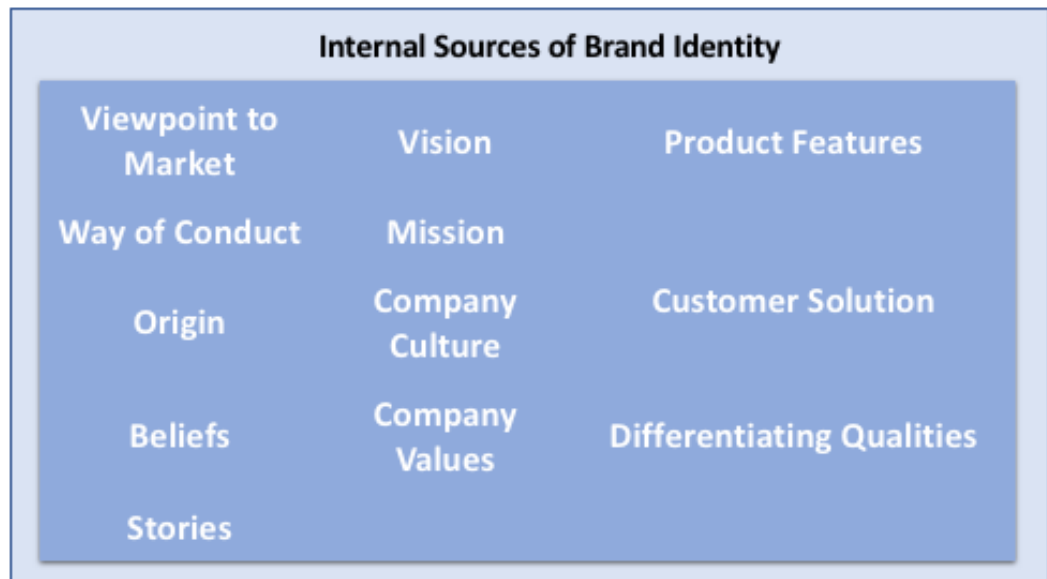 Internal Sources of Brand Identity
Viewpoint to
Market
Way of Conduct
Origin
Beliefs
Stories
Vision
Mission
Company
Culture
Company
Values
Product Features
Customer Solution
Differentiating Qualities